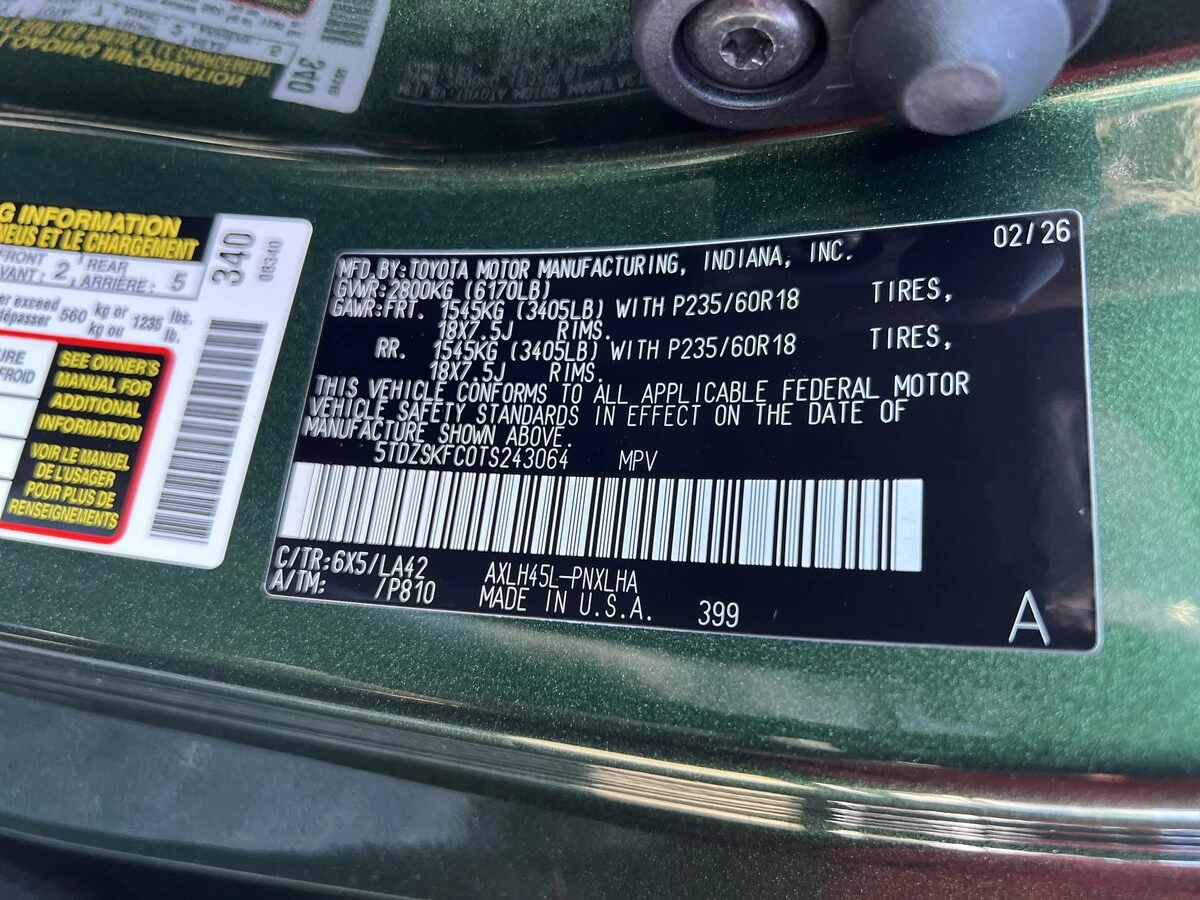 G INFORMATION
NEUS ET LE CHARGEMENT
FRONT 2, REAR 5
VANT: ARRIÈRE:
er exceed 560 kg or 1235 lbs.
dépasser kg ou lb.
URE
FROID
SEE OWNER'S
MANUAL FOR
ADDITIONAL
INFORMATION
VOIR LE MANUEL
DE L'USAGER
POUR PLUS DE
RENSEIGNEMENTS
340
08340
340
02/26
MFD.BY:TOYOTA MOTOR MANUFACTURING, INDIANA, INC.
GVWR:2800KG (6170LB)
GAWR:FRT. 1545KG (3405LB) WITH P235/60R18 TIRES,
18X7.5J RIMS.
RR. 1545KG (3405LB) WITH P235/60R18 TIRES,
18X7.5J RIMS.
THIS VEHICLE CONFORMS TO ALL APPLICABLE FEDERAL MOTOR
VEHICLE SAFETY STANDARDS IN EFFECT ON THE DATE OF
MANUFACTURE SHOWN ABOVE.
5TDZSKFC0TS243064 MPV
C/TR:6X5/LA42 AXLH45L-PNXLHA
A/TM: /P810 MADE IN U.S.A. 399
A